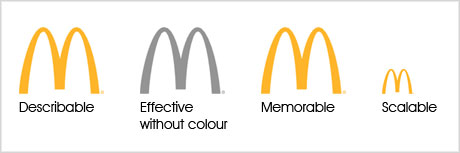 Describable
Effective
without colour
Memorable
Scalable